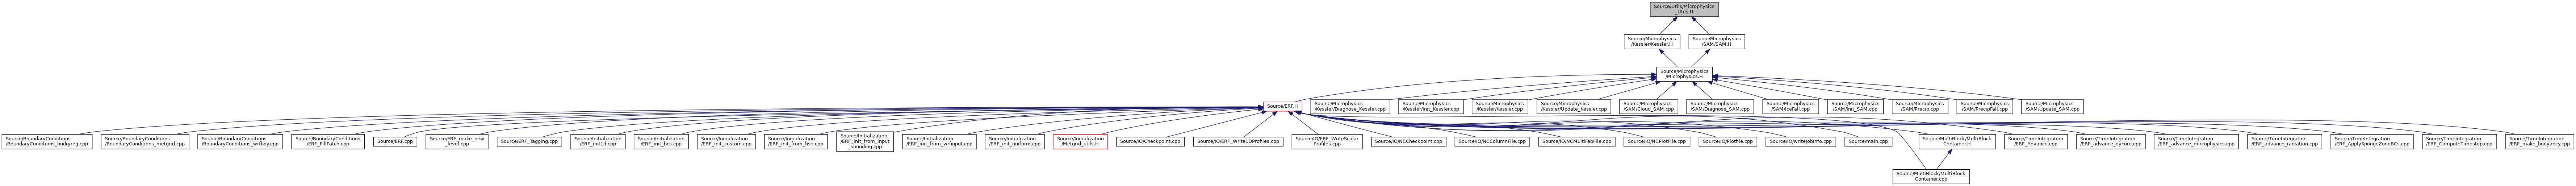 Source/Utils/Microphysics
_Utils.H
Source/Microphysics
/Kessler/Kessler.H
Source/Microphysics
/SAM/SAM.H
Source/Microphysics
/Microphysics.H
Source/ERF.H
Source/Microphysics
/Kessler/Diagnose_Kessler.cpp
Source/Microphysics
/Kessler/Init_Kessler.cpp
Source/Microphysics
/Kessler/Kessler.cpp
Source/Microphysics
/Kessler/Update_Kessler.cpp
Source/Microphysics
/SAM/Cloud_SAM.cpp
Source/Microphysics
/SAM/Diagnose_SAM.cpp
Source/Microphysics
/SAM/IceFall.cpp
Source/Microphysics
/SAM/Init_SAM.cpp
Source/Microphysics
/SAM/Precip.cpp
Source/Microphysics
/SAM/PrecipFall.cpp
Source/Microphysics
/SAM/Update_SAM.cpp
Source/BoundaryConditions
/BoundaryConditions_bndryreg.cpp
Source/BoundaryConditions
/BoundaryConditions_metgrid.cpp
Source/BoundaryConditions
/BoundaryConditions_wrfbdy.cpp
Source/BoundaryConditions
/ERF_FillPatch.cpp
Source/ERF.cpp
Source/ERF_make_new
_level.cpp
Source/ERF_Tagging.cpp
Source/Initialization
/ERF_init1d.cpp
Source/Initialization
/ERF_init_bcs.cpp
Source/Initialization
/ERF_init_custom.cpp
Source/Initialization
/ERF_init_from_hse.cpp
Source/Initialization
/ERF_init_from_input
_sounding.cpp
Source/Initialization
/ERF_init_from_wrfinput.cpp
Source/Initialization
/ERF_init_uniform.cpp
Source/Initialization
/Metgrid_utils.H
Source/IO/Checkpoint.cpp
Source/IO/ERF_Write1DProfiles.cpp
Source/IO/ERF_WriteScalar
Profiles.cpp
Source/IO/NCCheckpoint.cpp
Source/IO/NCColumnFile.cpp
Source/IO/NCMultiFabFile.cpp
Source/IO/NCPlotFile.cpp
Source/IO/Plotfile.cpp
Source/IO/writeJobInfo.cpp
Source/main.cpp
Source/MultiBlock/MultiBlock
Container.H
Source/TimeIntegration
/ERF_Advance.cpp
Source/TimeIntegration
/ERF_advance_dycore.cpp
Source/TimeIntegration
/ERF_advance_microphysics.cpp
Source/TimeIntegration
/ERF_advance_radiation.cpp
Source/TimeIntegration
/ERF_ApplySpongeZoneBCs.cpp
Source/TimeIntegration
/ERF_ComputeTimestep.cpp
Source/TimeIntegration
/ERF_make_buoyancy.cpp
Source/MultiBlock/MultiBlock
Container.cpp